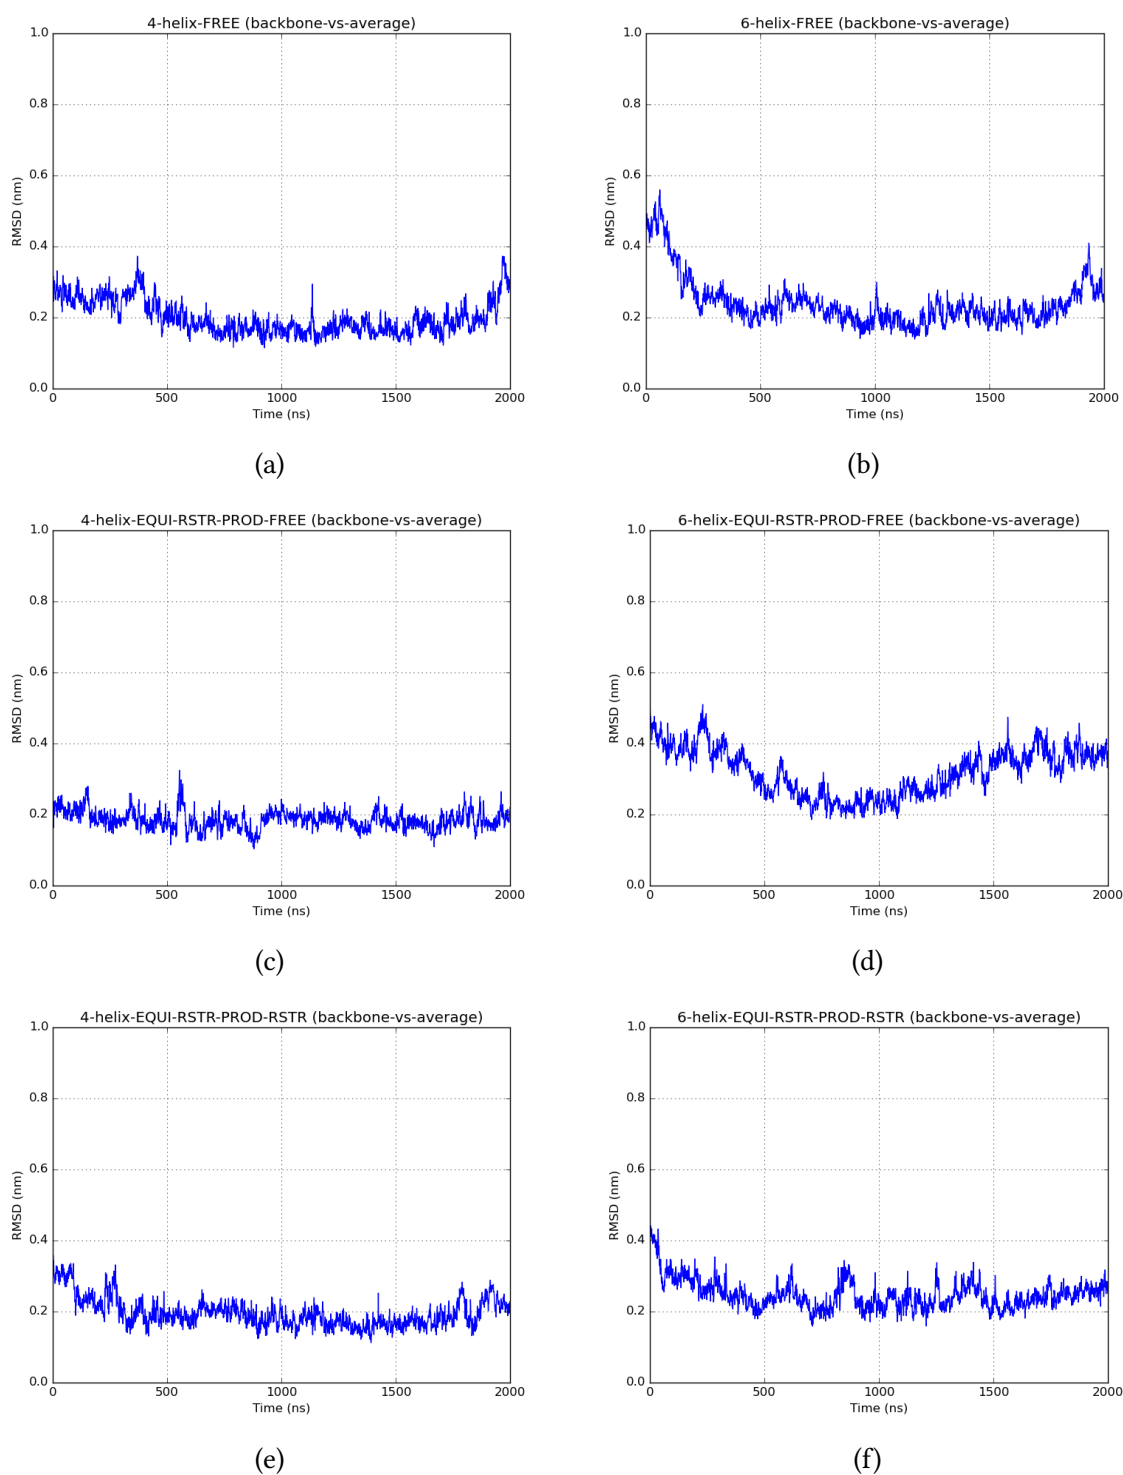 4-helix-FREE (backbone-vs-average)
1.0
0.8
0.6
0.4
0.2
0.0
RMSD (nm)
0 500 1000 1500 2000
Time (ns)
(a)
6-helix-FREE (backbone-vs-average)
1.0
0.8
0.6
0.4
0.2
0.0
RMSD (nm)
0 500 1000 1500 2000
Time (ns)
(b)
4-helix-EQUI-RSTR-PROD-FREE (backbone-vs-average)
1.0
0.8
0.6
0.4
0.2
0.0
RMSD (nm)
0 500 1000 1500 2000
Time (ns)
(c)
6-helix-EQUI-RSTR-PROD-FREE (backbone-vs-average)
1.0
0.8
0.6
0.4
0.2
0.0
RMSD (nm)
0 500 1000 1500 2000
Time (ns)
(d)
4-helix-EQUI-RSTR-PROD-RSTR (backbone-vs-average)
1.0
0.8
0.6
0.4
0.2
0.0
RMSD (nm)
0 500 1000 1500 2000
Time (ns)
(e)
6-helix-EQUI-RSTR-PROD-RSTR (backbone-vs-average)
1.0
0.8
0.6
0.4
0.2
0.0
RMSD (nm)
0 500 1000 1500 2000
Time (ns)
(f)